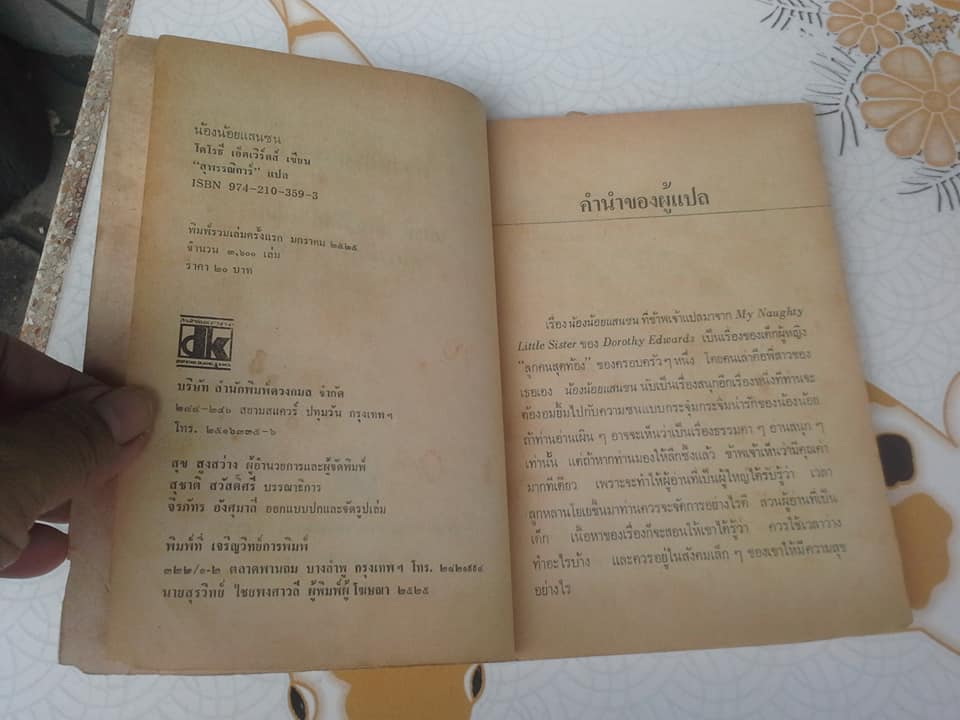 น้องน้อยแสนซน
โดโรธี เอ็ดเวิร์ดส์ เขียน
"สุพรรณิการ์" แปล
ISBN 974-210-359-3
พิมพ์รวมเล่มครั้งแรก มกราคม ๒๕๒๕
จำนวน ๓,๖๐๐ เล่ม
ราคา ๒๐ บาท
dk
บริษัท สำนักพิมพ์ดวงกมล จำกัด
๒๔๔-๒๔๖ สยามสแควร์ ปทุมวัน กรุงเทพฯ
โทร. ๒๕๑๖๓๓๕-๖
สุข สูงสว่าง ผู้อำนวยการและผู้จัดพิมพ์
สุชาติ สวัสดิ์ศรี บรรณาธิการ
จิรภัทร อังศุมาลี ออกแบบปกและจัดรูปเล่ม
พิมพ์ที่ เจริญวิทย์การพิมพ์
๓๒๒/๑-๒ ตลาดพานถม บางลำพู กรุงเทพฯ โทร.
นายสุรวิทย์ ไชยพงศาวลี ผู้พิมพ์ผู้โฆษณา ๒๕๒๕
คำนำของผู้แปล
เรื่อง น้องน้อยแสนซน ที่ข้าพเจ้าแปลมาจาก My Naughty
Little Sister ของ Dorothy Edwards เป็นเรื่องของเด็กผู้หญิง
"ลูกคนสุดท้อง" ของครอบครัวๆ หนึ่ง โดยคนเล่าคือพี่สาวของ
เธอเอง น้องน้อยแสนซน นับเป็นเรื่องสนุกอีกเรื่องหนึ่งที่ท่านจะ
ต้องอมยิ้มไปกับความซนแบบกระจุ๋มกระจิ๋มน่ารักของน้องน้อย
ถ้าท่านอ่านเผิน ๆ อาจจะเห็นว่าเป็นเรื่องธรรมดา ๆ อ่านสนุก ๆ
เท่านั้น แต่ถ้าหากท่านมองให้ลึกซึ้งแล้ว ข้าพเจ้าเห็นว่ามีคุณค่า
มากทีเดียว เพราะจะทำให้ผู้อ่านที่เป็นผู้ใหญ่ได้รับรู้ว่า เวลา
ลูกหลานโยเยขึ้นมาท่านควรจะจัดการอย่างไรดี ส่วนผู้อ่านที่เป็น
เด็ก เนื้อหาของเรื่องก็จะสอนให้เขาได้รู้ว่า ควรใช้เวลาว่าง
ทำอะไรบ้าง และควรอยู่ในสังคมเล็ก ๆ ของเขาให้มีความสุข
อย่างไร